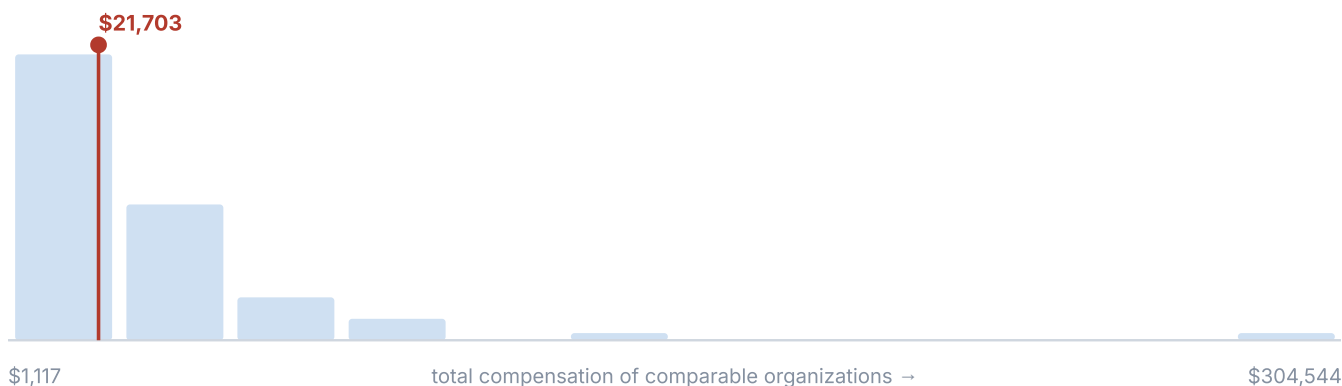 $21,703
$1,117 total compensation of comparable organizations → $304,544